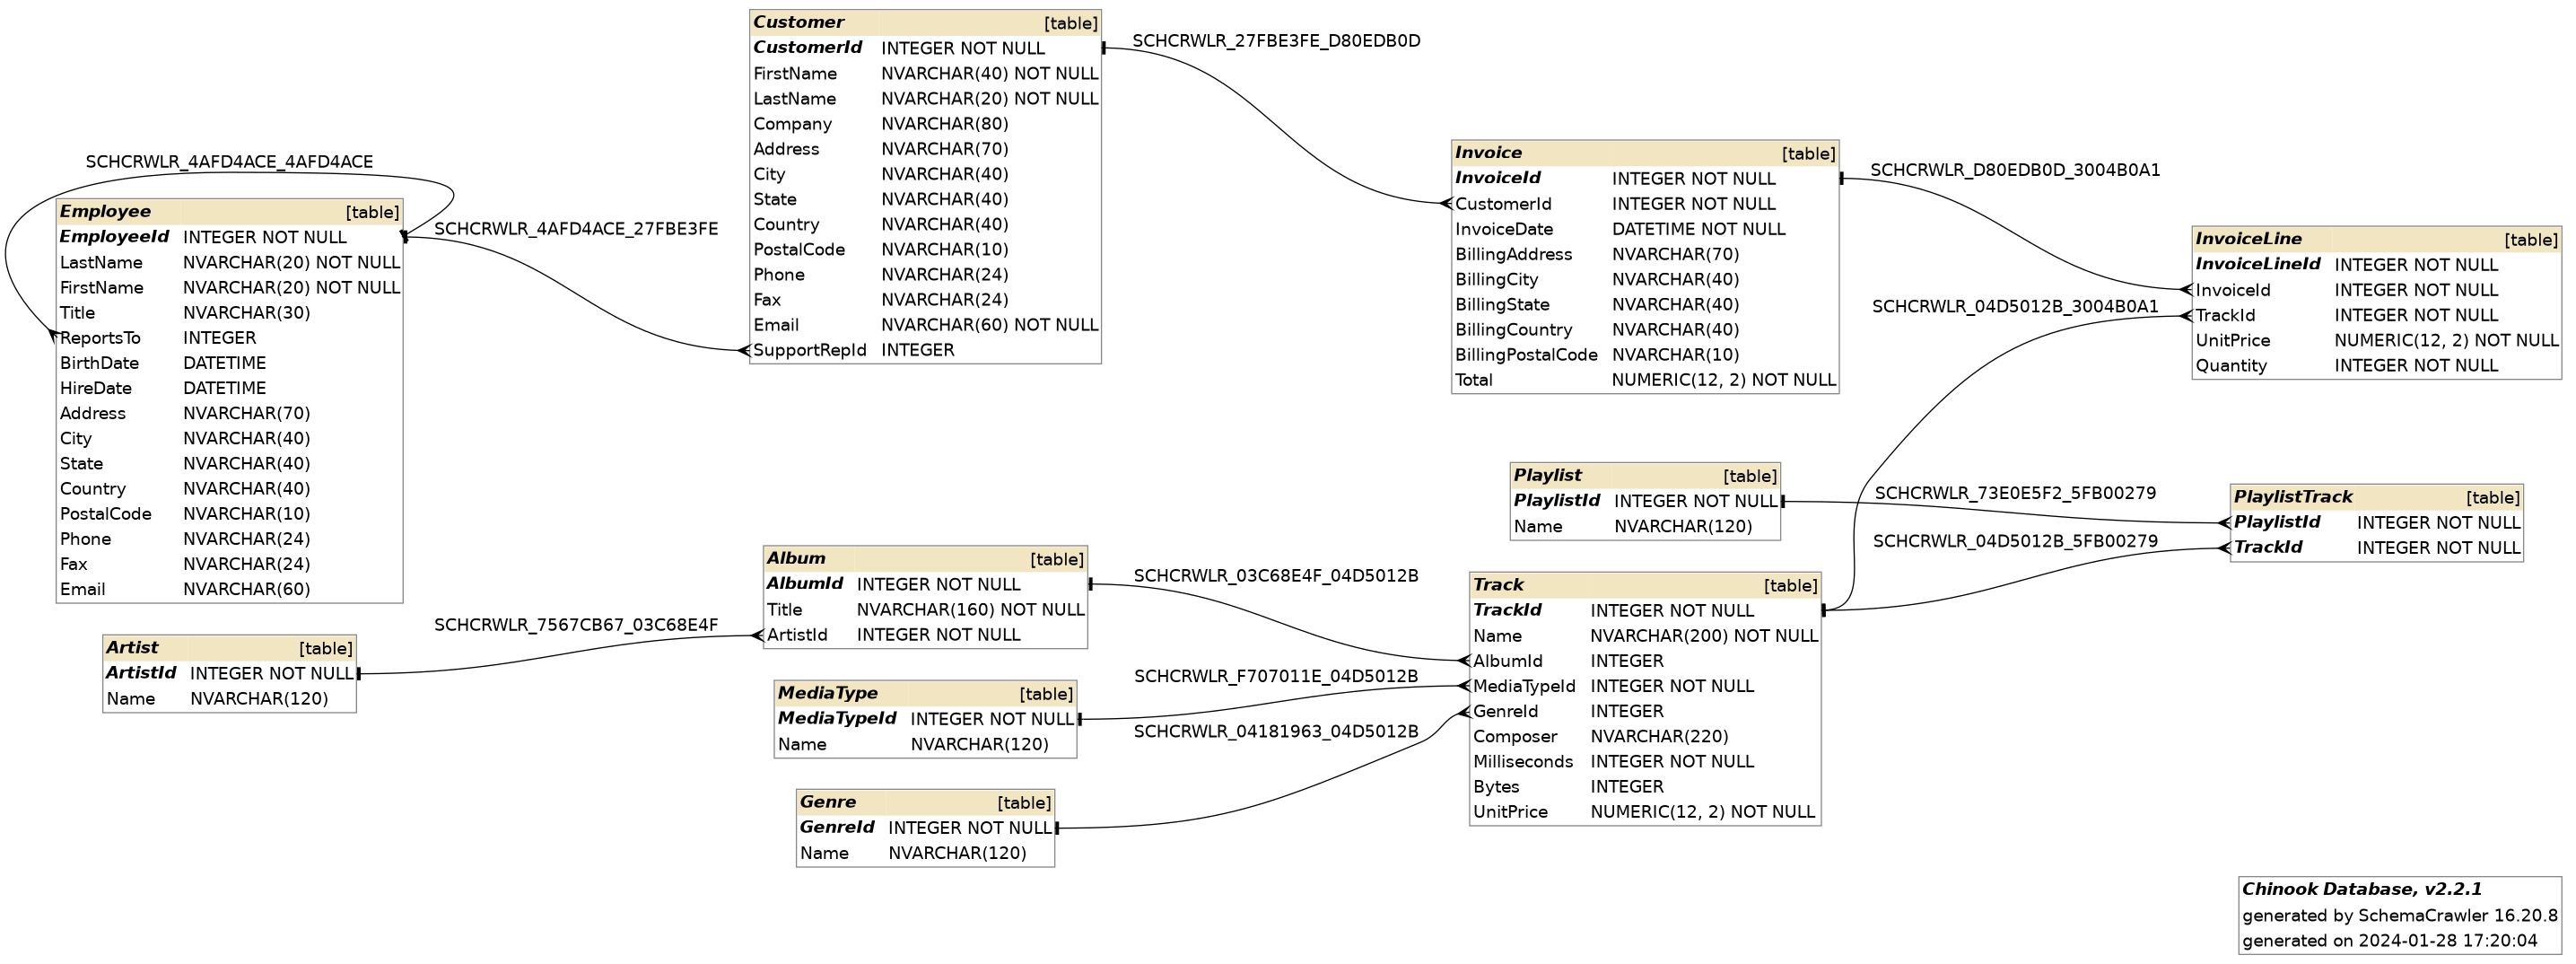 Customer [table]
CustomerId INTEGER NOT NULL
FirstName NVARCHAR(40) NOT NULL
LastName NVARCHAR(20) NOT NULL
Company NVARCHAR(80)
Address NVARCHAR(70)
City NVARCHAR(40)
State NVARCHAR(40)
Country NVARCHAR(40)
PostalCode NVARCHAR(10)
Phone NVARCHAR(24)
Fax NVARCHAR(24)
Email NVARCHAR(60) NOT NULL
SupportRepId INTEGER
SCHCRWLR_27FBE3FE_D80EDB0D
SCHCRWLR_4AFD4ACE_4AFD4ACE
Employee [table]
EmployeeId INTEGER NOT NULL
LastName NVARCHAR(20) NOT NULL
FirstName NVARCHAR(20) NOT NULL
Title NVARCHAR(30)
ReportsTo INTEGER
BirthDate DATETIME
HireDate DATETIME
Address NVARCHAR(70)
City NVARCHAR(40)
State NVARCHAR(40)
Country NVARCHAR(40)
PostalCode NVARCHAR(10)
Phone NVARCHAR(24)
Fax NVARCHAR(24)
Email NVARCHAR(60)
SCHCRWLR_4AFD4ACE_27FBE3FE
Invoice [table]
InvoiceId INTEGER NOT NULL
CustomerId INTEGER NOT NULL
InvoiceDate DATETIME NOT NULL
BillingAddress NVARCHAR(70)
BillingCity NVARCHAR(40)
BillingState NVARCHAR(40)
BillingCountry NVARCHAR(40)
BillingPostalCode NVARCHAR(10)
Total NUMERIC(12, 2) NOT NULL
SCHCRWLR_D80EDB0D_3004B0A1
InvoiceLine [table]
InvoiceLineId INTEGER NOT NULL
InvoiceId INTEGER NOT NULL
TrackId INTEGER NOT NULL
UnitPrice NUMERIC(12, 2) NOT NULL
Quantity INTEGER NOT NULL
SCHCRWLR_04D5012B_3004B0A1
Playlist [table]
PlaylistId INTEGER NOT NULL
Name NVARCHAR(120)
SCHCRWLR_73E0E5F2_5FB00279
PlaylistTrack [table]
PlaylistId INTEGER NOT NULL
TrackId INTEGER NOT NULL
SCHCRWLR_04D5012B_5FB00279
Album [table]
AlbumId INTEGER NOT NULL
Title NVARCHAR(160) NOT NULL
ArtistId INTEGER NOT NULL
SCHCRWLR_03C68E4F_04D5012B
Track [table]
TrackId INTEGER NOT NULL
Name NVARCHAR(200) NOT NULL
AlbumId INTEGER
MediaTypeId INTEGER NOT NULL
GenreId INTEGER
Composer NVARCHAR(220)
Milliseconds INTEGER NOT NULL
Bytes INTEGER
UnitPrice NUMERIC(12, 2) NOT NULL
SCHCRWLR_7567CB67_03C68E4F
Artist [table]
ArtistId INTEGER NOT NULL
Name NVARCHAR(120)
SCHCRWLR_F707011E_04D5012B
MediaType [table]
MediaTypeId INTEGER NOT NULL
Name NVARCHAR(120)
SCHCRWLR_04181963_04D5012B
Genre [table]
GenreId INTEGER NOT NULL
Name NVARCHAR(120)
Chinook Database, v2.2.1
generated by SchemaCrawler 16.20.8
generated on 2024-01-28 17:20:04